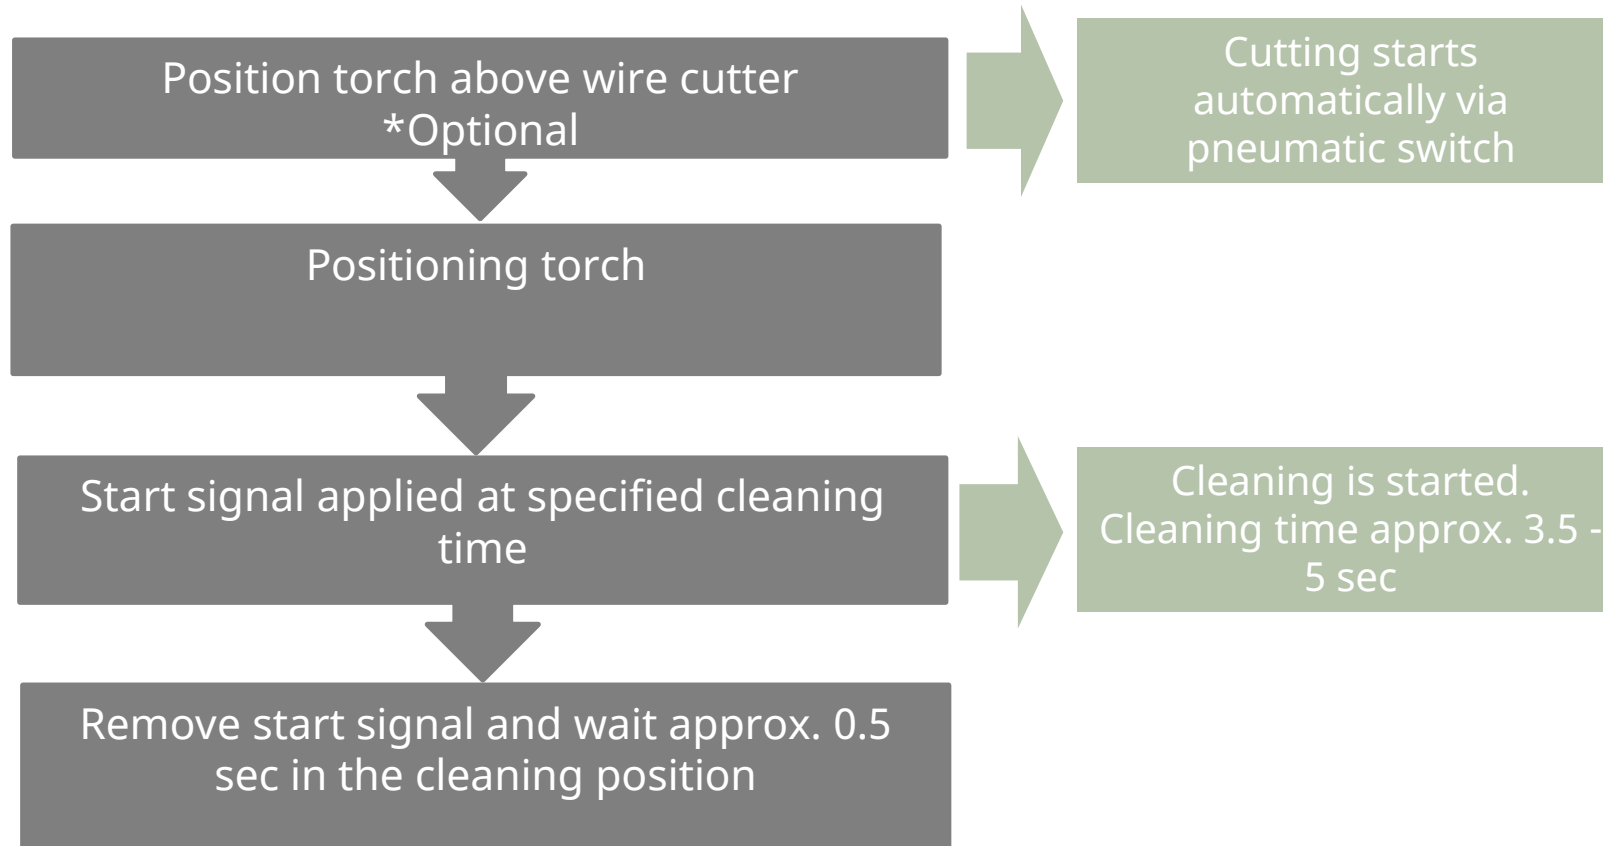 Position torch above wire cutter
*Optional
Cutting starts
automatically via
pneumatic switch
Positioning torch
Start signal applied at specified cleaning
time
Cleaning is started.
Cleaning time approx. 3.5 -
5 sec
Remove start signal and wait approx. 0.5
sec in the cleaning position